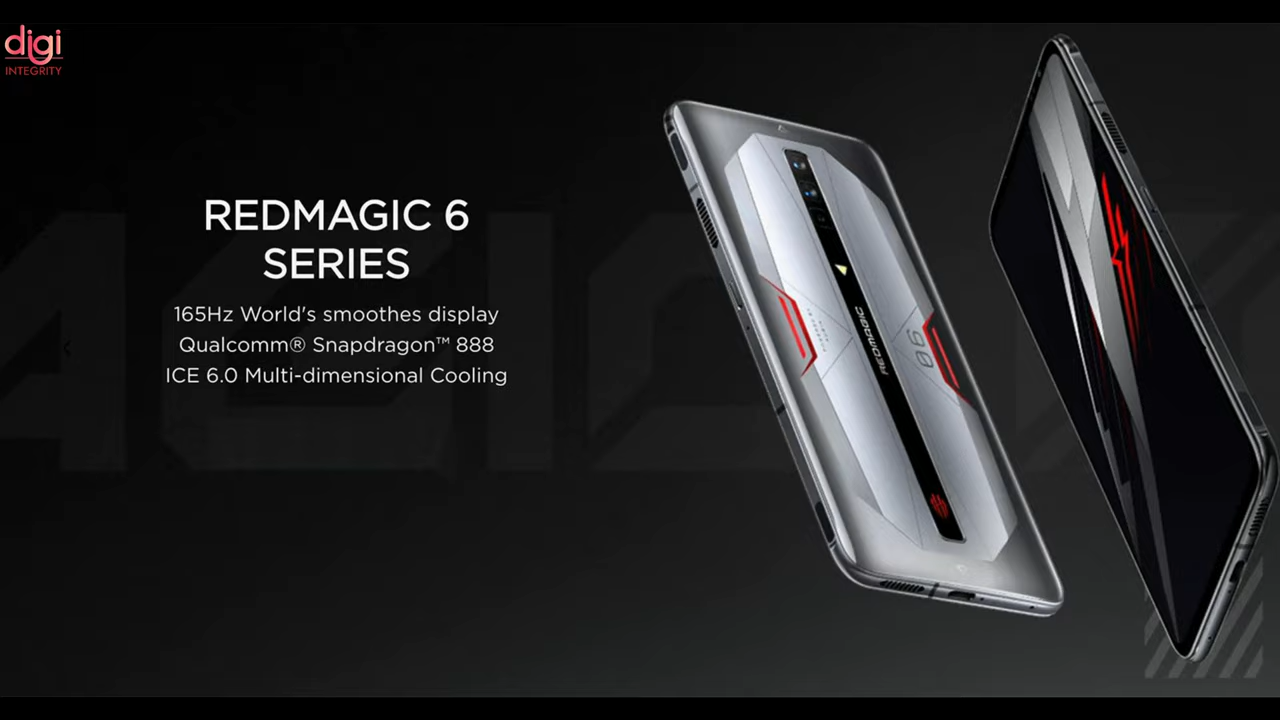 digi
INTEGRITY
REDMAGIC 6
SERIES
165Hz World's smoothes display
Qualcomm® Snapdragon™ 888
ICE 6.0 Multi-dimensional Cooling
REDMAGIC
06